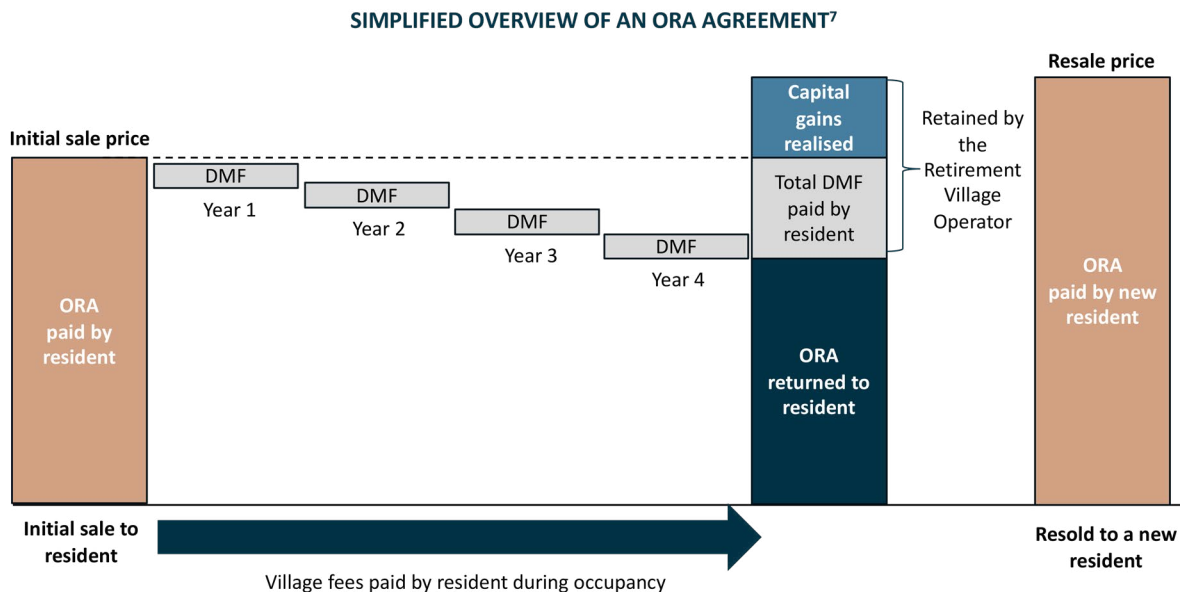 SIMPLIFIED OVERVIEW OF AN ORA AGREEMENT⁷
Initial sale price
ORA
paid by
resident
DMF
Year 1
DMF
Year 2
DMF
Year 3
DMF
Year 4
Capital
gains
realised
Total DMF
paid by
resident
ORA
returned to
resident
Retained by
the
Retirement
Village
Operator
Resale price
ORA
paid by new
resident
Initial sale to
resident
Village fees paid by resident during occupancy
Resold to a new
resident